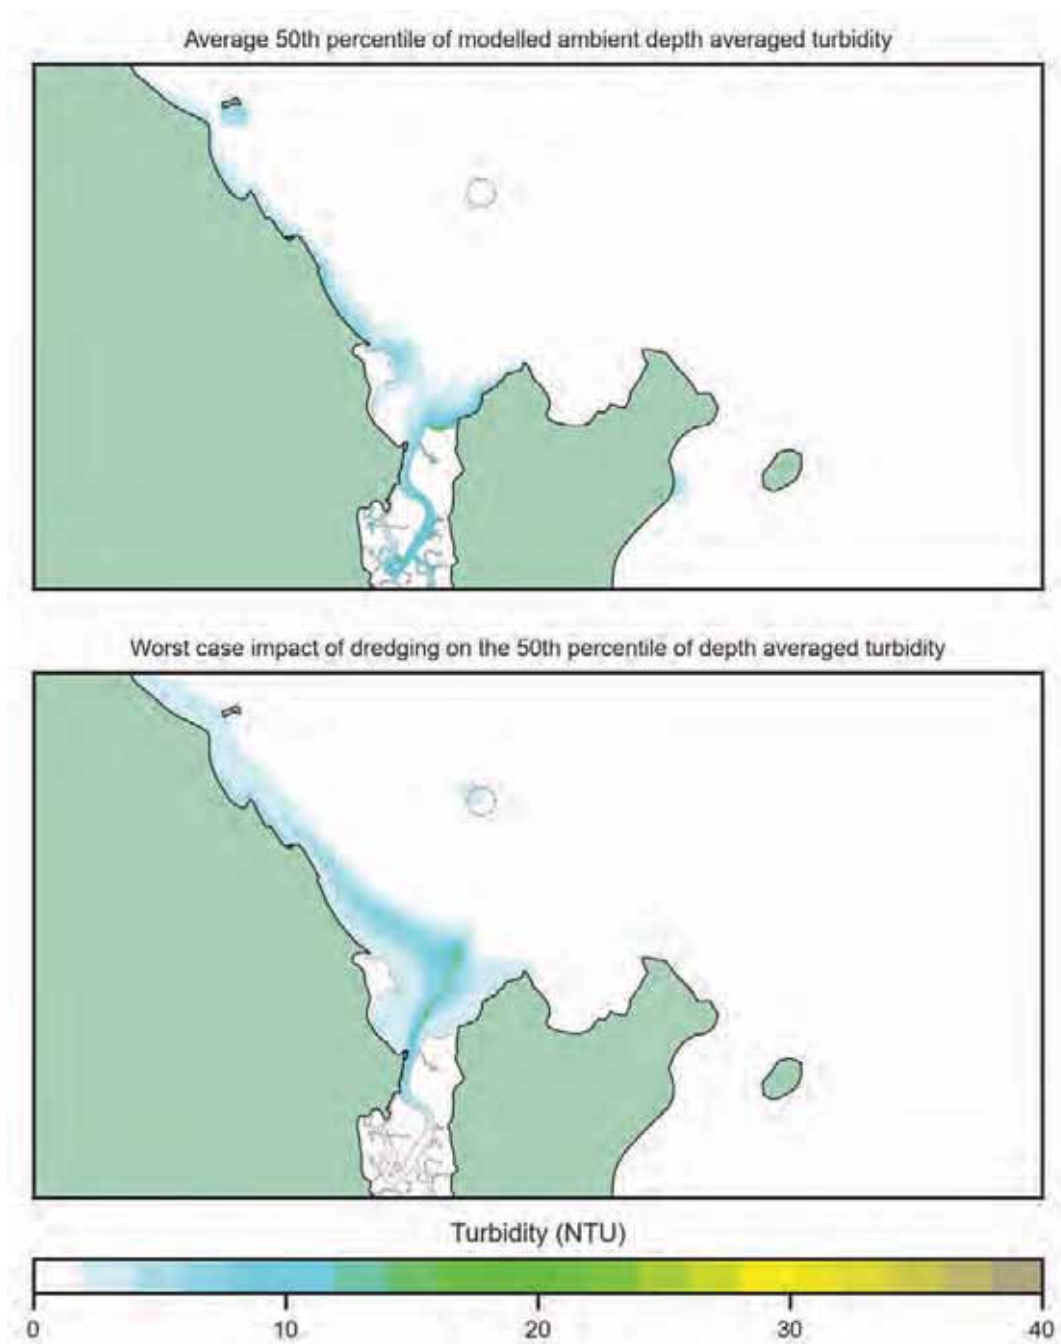 Average 50th percentile of modelled ambient depth averaged turbidity
Worst case impact of dredging on the 50th percentile of depth averaged turbidity
Turbidity (NTU)
0 10 20 30 40